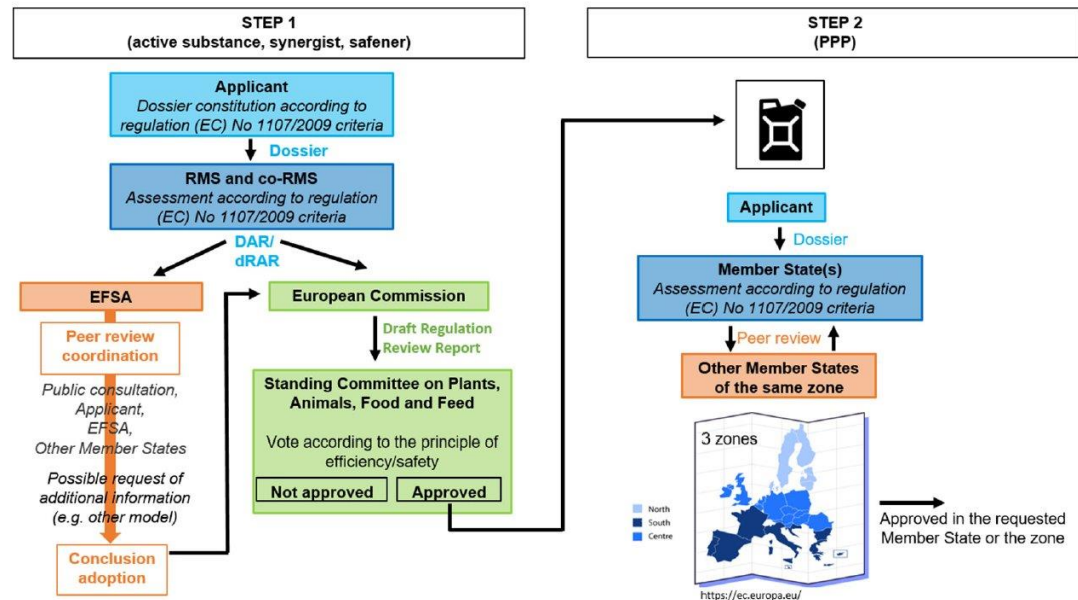 STEP 1
(active substance, synergist, safener)
Applicant
Dossier constitution according to
regulation (EC) No 1107/2009 criteria
Dossier
RMS and co-RMS
Assessment according to regulation
(EC) No 1107/2009 criteria
DAR/
dRAR
EFSA
Peer review
coordination
Public consultation,
Applicant,
EFSA,
Other Member States
Possible request of
additional information
(e.g. other model)
Conclusion
adoption
European Commission
Draft Regulation
Review Report
Standing Committee on Plants,
Animals, Food and Feed
Vote according to the principle of
efficiency/safety
Not approved
Approved
STEP 2
(PPP)
Applicant
Dossier
Member State(s)
Assessment according to regulation
(EC) No 1107/2009 criteria
Peer review
Other Member States
of the same zone
3 zones
North
South
Centre
https://ec.europa.eu/
Approved in the requested
Member State or the zone